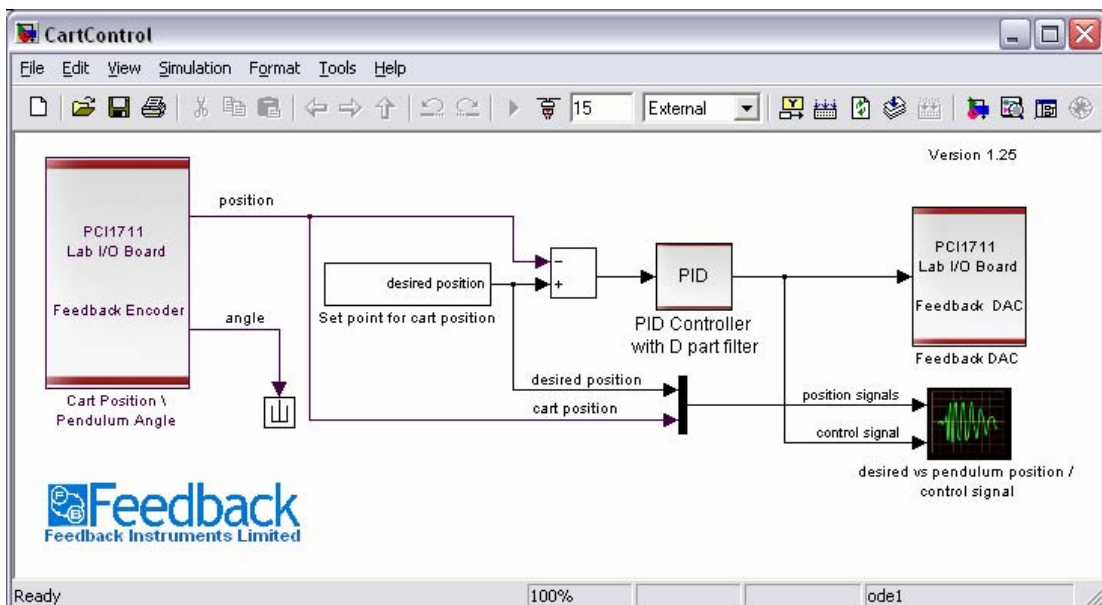 CartControl
File Edit View Simulation Format Tools Help
15 External
Version 1.25
PCI1711
Lab I/O Board
Feedback Encoder
Cart Position \
Pendulum Angle
position
angle
desired position
Set point for cart position
−
+
PID
PID Controller
with D part filter
PCI1711
Lab I/O Board
Feedback DAC
Feedback DAC
desired position
cart position
position signals
control signal
desired vs pendulum position /
control signal
F
B
Feedback
Feedback Instruments Limited
Ready 100% ode1